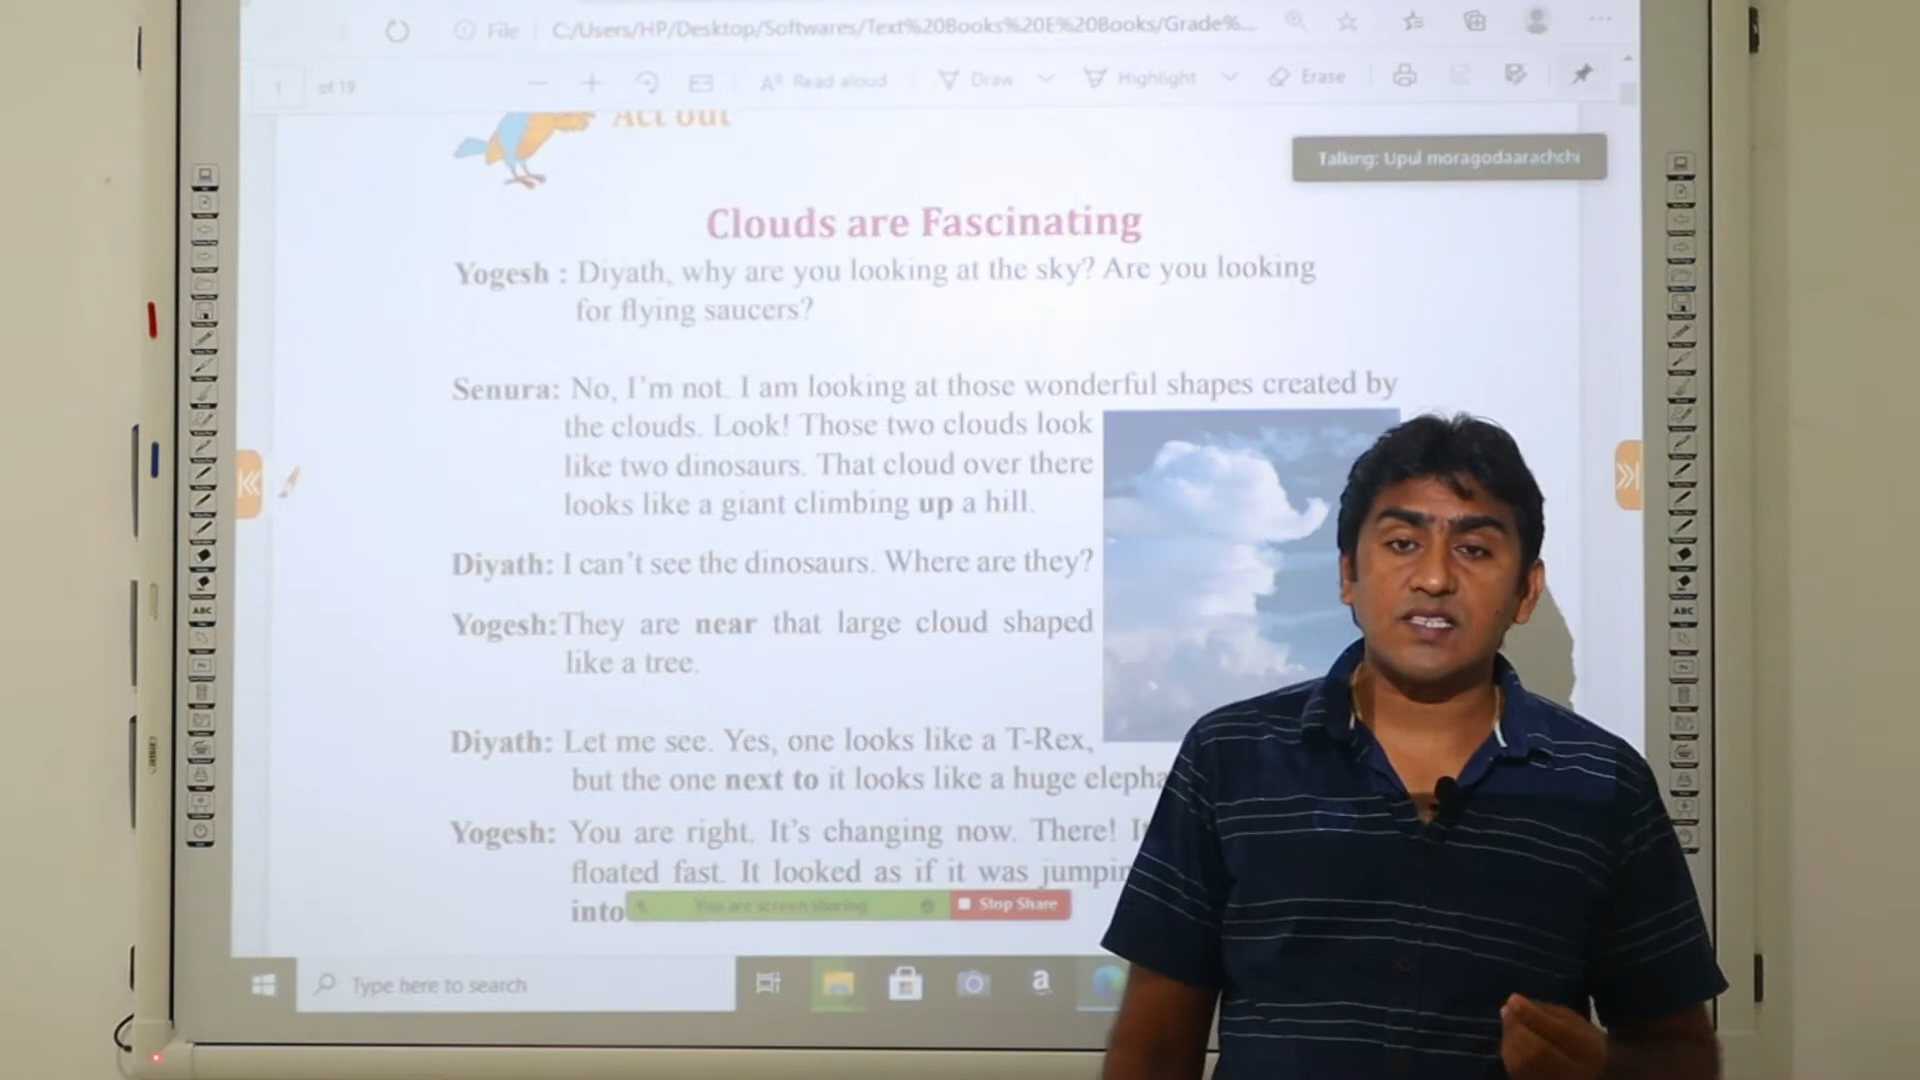 File C:/Users/HP/Desktop/Softwares/Text%20Books%20E%20Books/Grade%...
1 of 19 Read aloud Draw Highlight Erase
Act out
Talking: Upul moragodaarachchi
Clouds are Fascinating
Yogesh : Diyath, why are you looking at the sky? Are you looking
for flying saucers?
Senura: No, I'm not. I am looking at those wonderful shapes created by
the clouds. Look! Those two clouds look
like two dinosaurs. That cloud over there
looks like a giant climbing up a hill.
Diyath: I can't see the dinosaurs. Where are they?
Yogesh:They are near that large cloud shaped
like a tree.
Diyath: Let me see. Yes, one looks like a T-Rex,
but the one next to it looks like a huge elepha
Yogesh: You are right. It's changing now. There! It
floated fast. It looked as if it was jumpin
into
You are screen sharing Stop Share
Type here to search
ABC
ABC